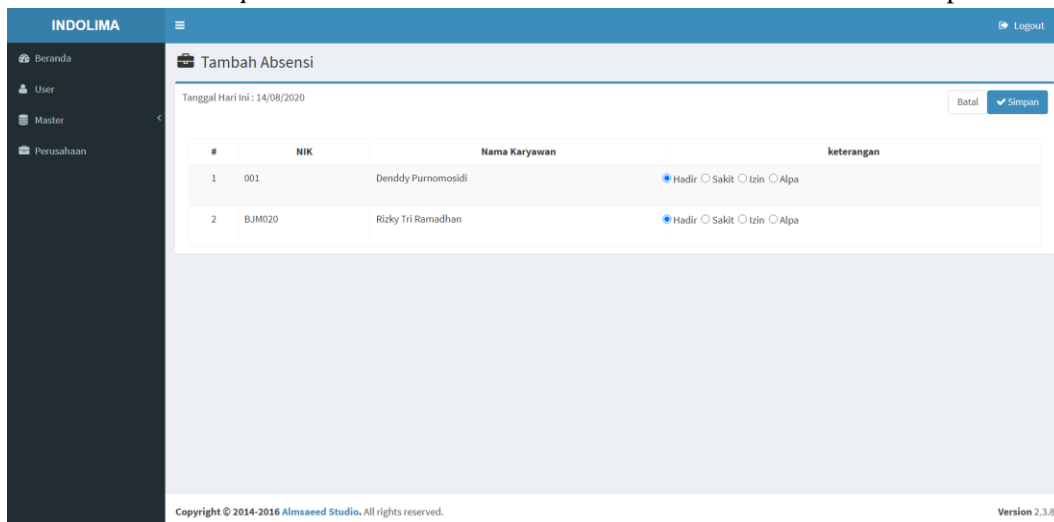 INDOLIMA
Logout
Beranda
User
Master
Perusahaan
Tambah Absensi
Tanggal Hari Ini : 14/08/2020
Batal Simpan
# NIK Nama Karyawan keterangan
1 001 Denddy Purnomosidi Hadir Sakit Izin Alpa
2 BJM020 Rizky Tri Ramadhan Hadir Sakit Izin Alpa
Copyright © 2014-2016 Almsaeed Studio. All rights reserved. Version 2.3.8